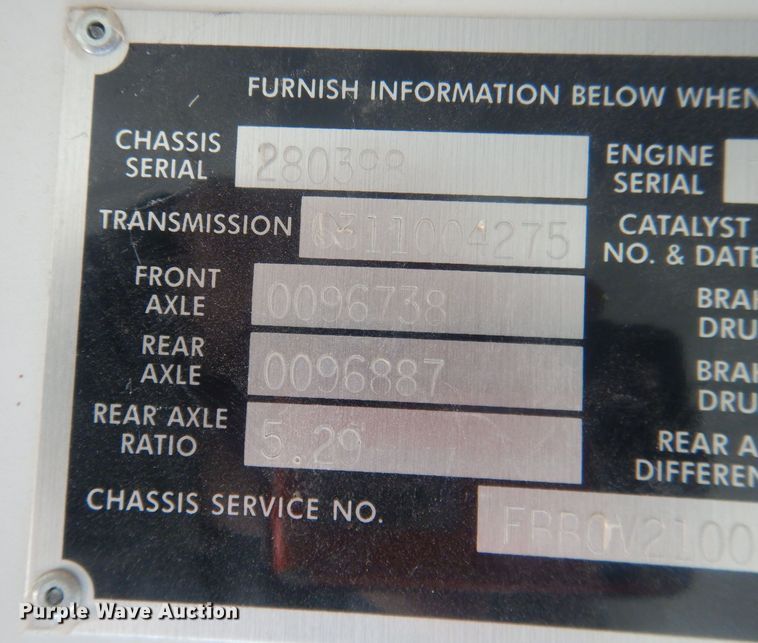 FURNISH INFORMATION BELOW WHEN
CHASSIS SERIAL 280398
ENGINE SERIAL
TRANSMISSION
CATALYST NO. & DATE
FRONT AXLE 0096738
REAR AXLE 0096887
REAR AXLE RATIO 5.29
CHASSIS SERVICE NO.
Purple Wave Auction